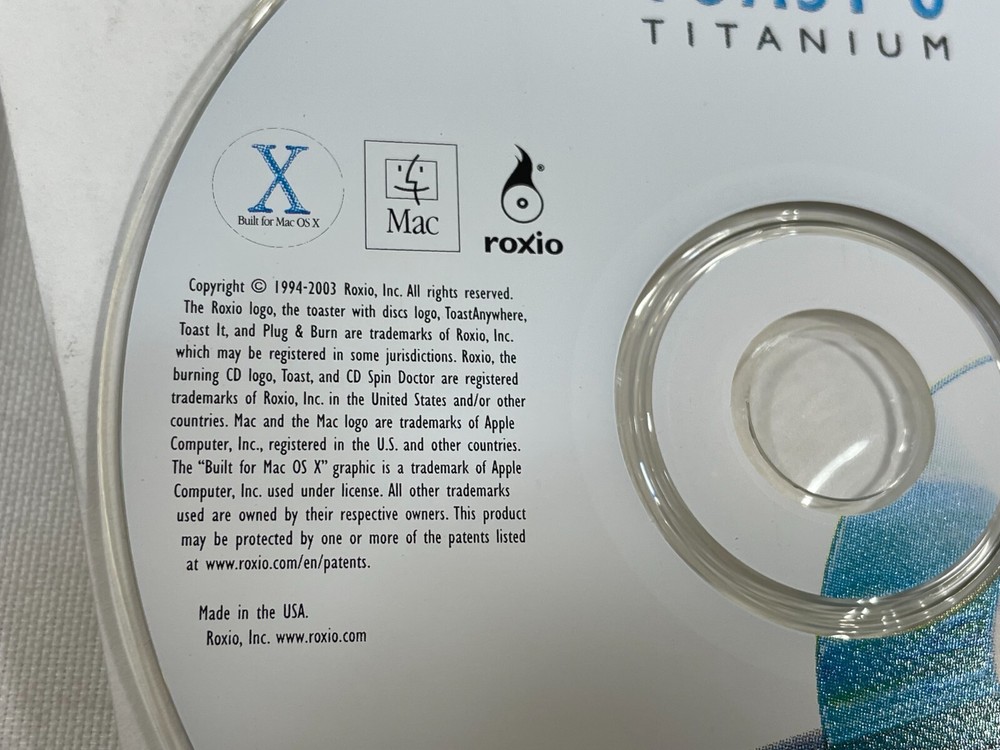 TOAST 6
TITANIUM
X
Built for Mac OS X
Mac
®
roxio
Copyright © 1994-2003 Roxio, Inc. All rights reserved.
The Roxio logo, the toaster with discs logo, ToastAnywhere,
Toast It, and Plug & Burn are trademarks of Roxio, Inc.
which may be registered in some jurisdictions. Roxio, the
burning CD logo, Toast, and CD Spin Doctor are registered
trademarks of Roxio, Inc. in the United States and/or other
countries. Mac and the Mac logo are trademarks of Apple
Computer, Inc., registered in the U.S. and other countries.
The “Built for Mac OS X” graphic is a trademark of Apple
Computer, Inc. used under license. All other trademarks
used are owned by their respective owners. This product
may be protected by one or more of the patents listed
at www.roxio.com/en/patents.
Made in the USA.
Roxio, Inc. www.roxio.com